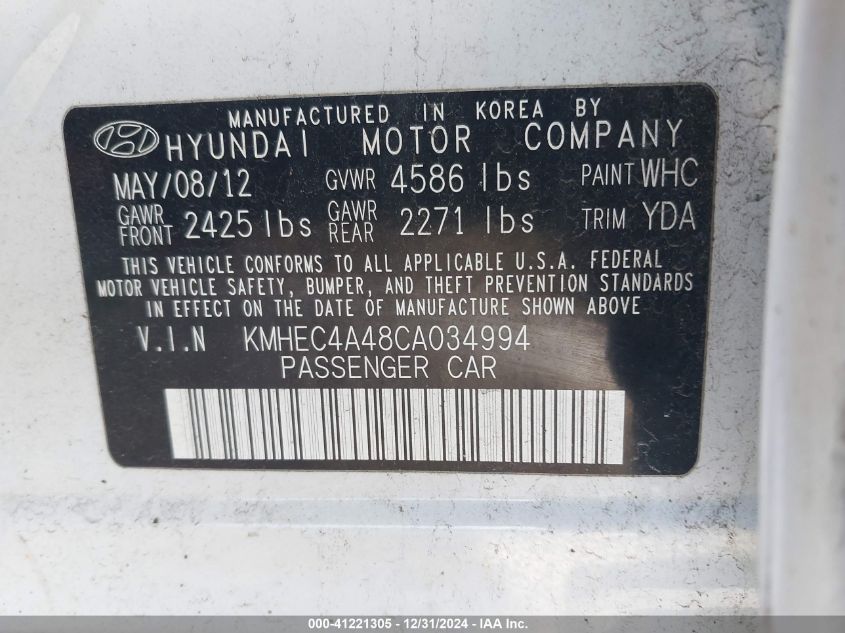 MANUFACTURED IN KOREA BY
HYUNDAI MOTOR COMPANY
MAY/08/12 GVWR 4586 lbs PAINT WHC
GAWR FRONT 2425 lbs GAWR REAR 2271 lbs TRIM YDA
THIS VEHICLE CONFORMS TO ALL APPLICABLE U.S.A. FEDERAL
MOTOR VEHICLE SAFETY, BUMPER, AND THEFT PREVENTION STANDARDS
IN EFFECT ON THE DATE OF MANUFACTURE SHOWN ABOVE
V.I.N KMHEC4A48CA034994
PASSENGER CAR
000-41221305 - 12/31/2024 - IAA Inc.